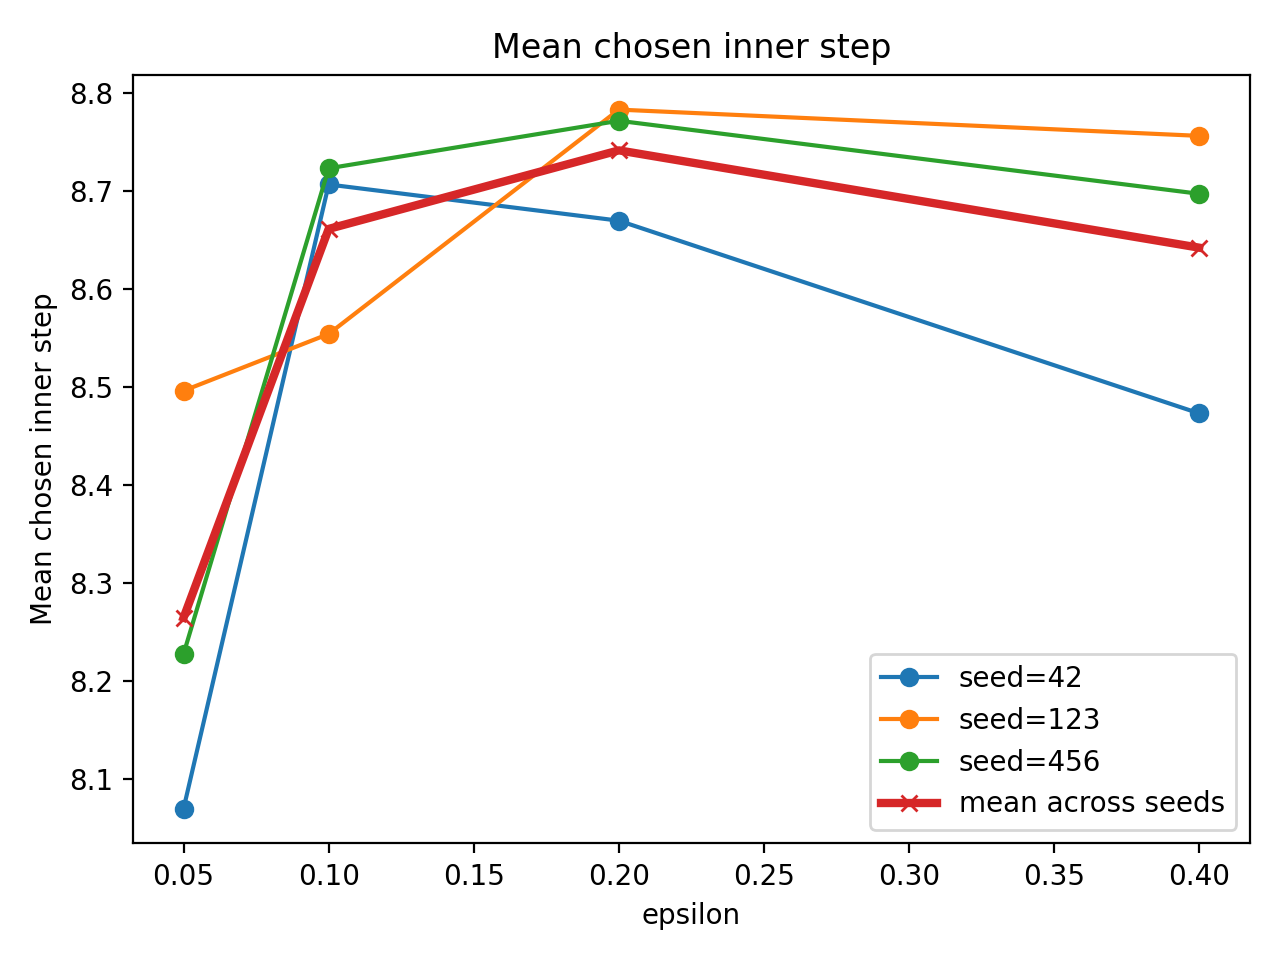 Mean chosen inner step
Mean chosen inner step
8.8
8.7
8.6
8.5
8.4
8.3
8.2
8.1
0.05
0.10
0.15
0.20
0.25
0.30
0.35
0.40
epsilon
seed=42
seed=123
seed=456
mean across seeds